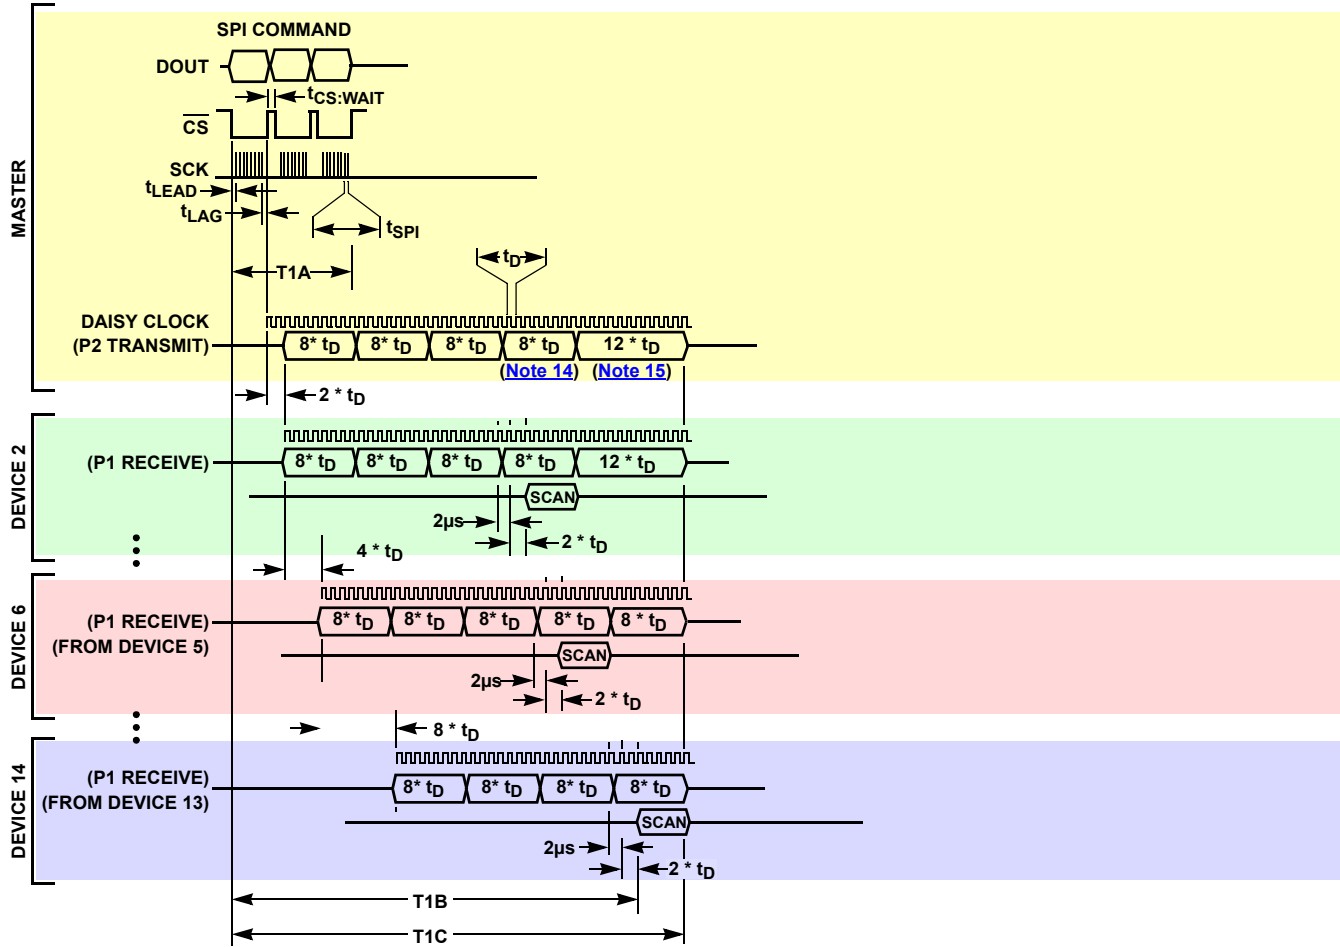 MASTER
SPI COMMAND
DOUT
tCS:WAIT
CS
SCK
tLEAD
tLAG
tSPI
T1A
tD
DAISY CLOCK
(P2 TRANSMIT)
8* tD 8* tD 8* tD 8* tD 12 * tD
(Note 14) (Note 15)
2 * tD
DEVICE 2
(P1 RECEIVE)
8* tD 8* tD 8* tD 8* tD 12 * tD
SCAN
2µs
2 * tD
4 * tD
DEVICE 6
(P1 RECEIVE)
(FROM DEVICE 5)
8* tD 8* tD 8* tD 8* tD 8 * tD
SCAN
2µs
2 * tD
8 * tD
DEVICE 14
(P1 RECEIVE)
(FROM DEVICE 13)
8* tD 8* tD 8* tD 8* tD
SCAN
2µs
2 * tD
T1B
T1C